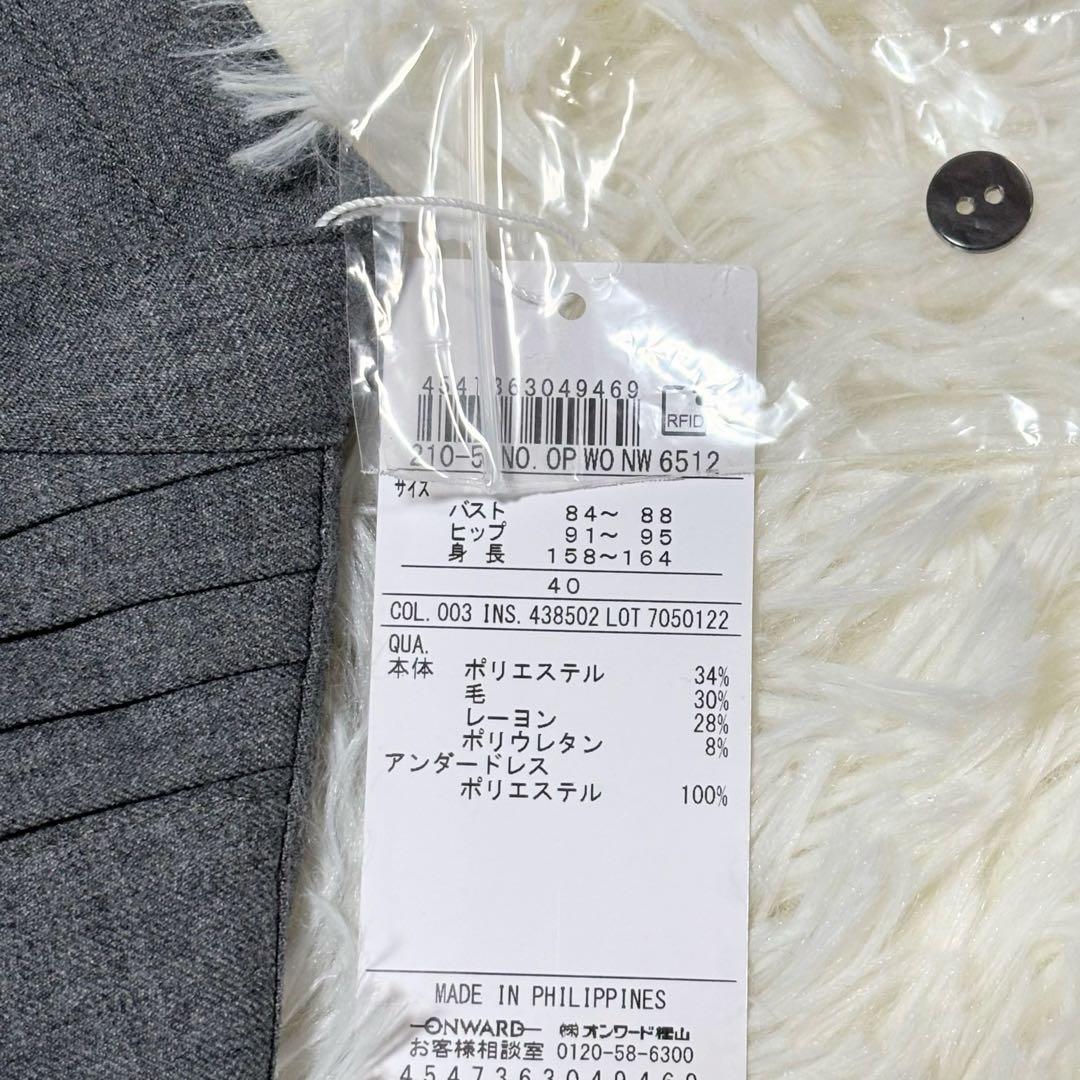 4547363049469
RFID
210-5 NO. OP WO NW 6512
サイズ
バスト 84～ 88
ヒップ 91～ 95
身 長 158～164
40
COL. 003 INS. 438502 LOT 7050122
QUA.
本体 ポリエステル 34%
毛 30%
レーヨン 28%
ポリウレタン 8%
アンダードレス
ポリエステル 100%
MADE IN PHILIPPINES
ONWARD ㈱オンワード樫山
お客様相談室 0120-58-6300
4547363049469